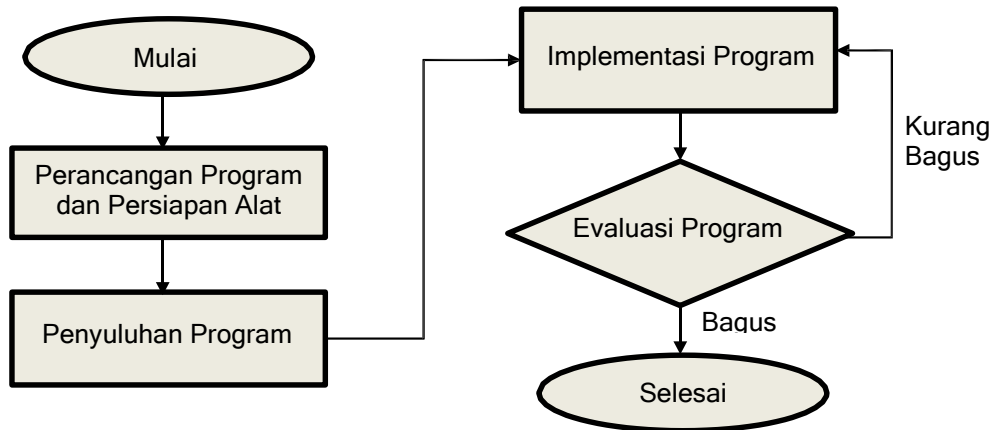 Mulai
Perancangan Program
dan Persiapan Alat
Penyuluhan Program
Implementasi Program
Kurang
Bagus
Evaluasi Program
Bagus
Selesai